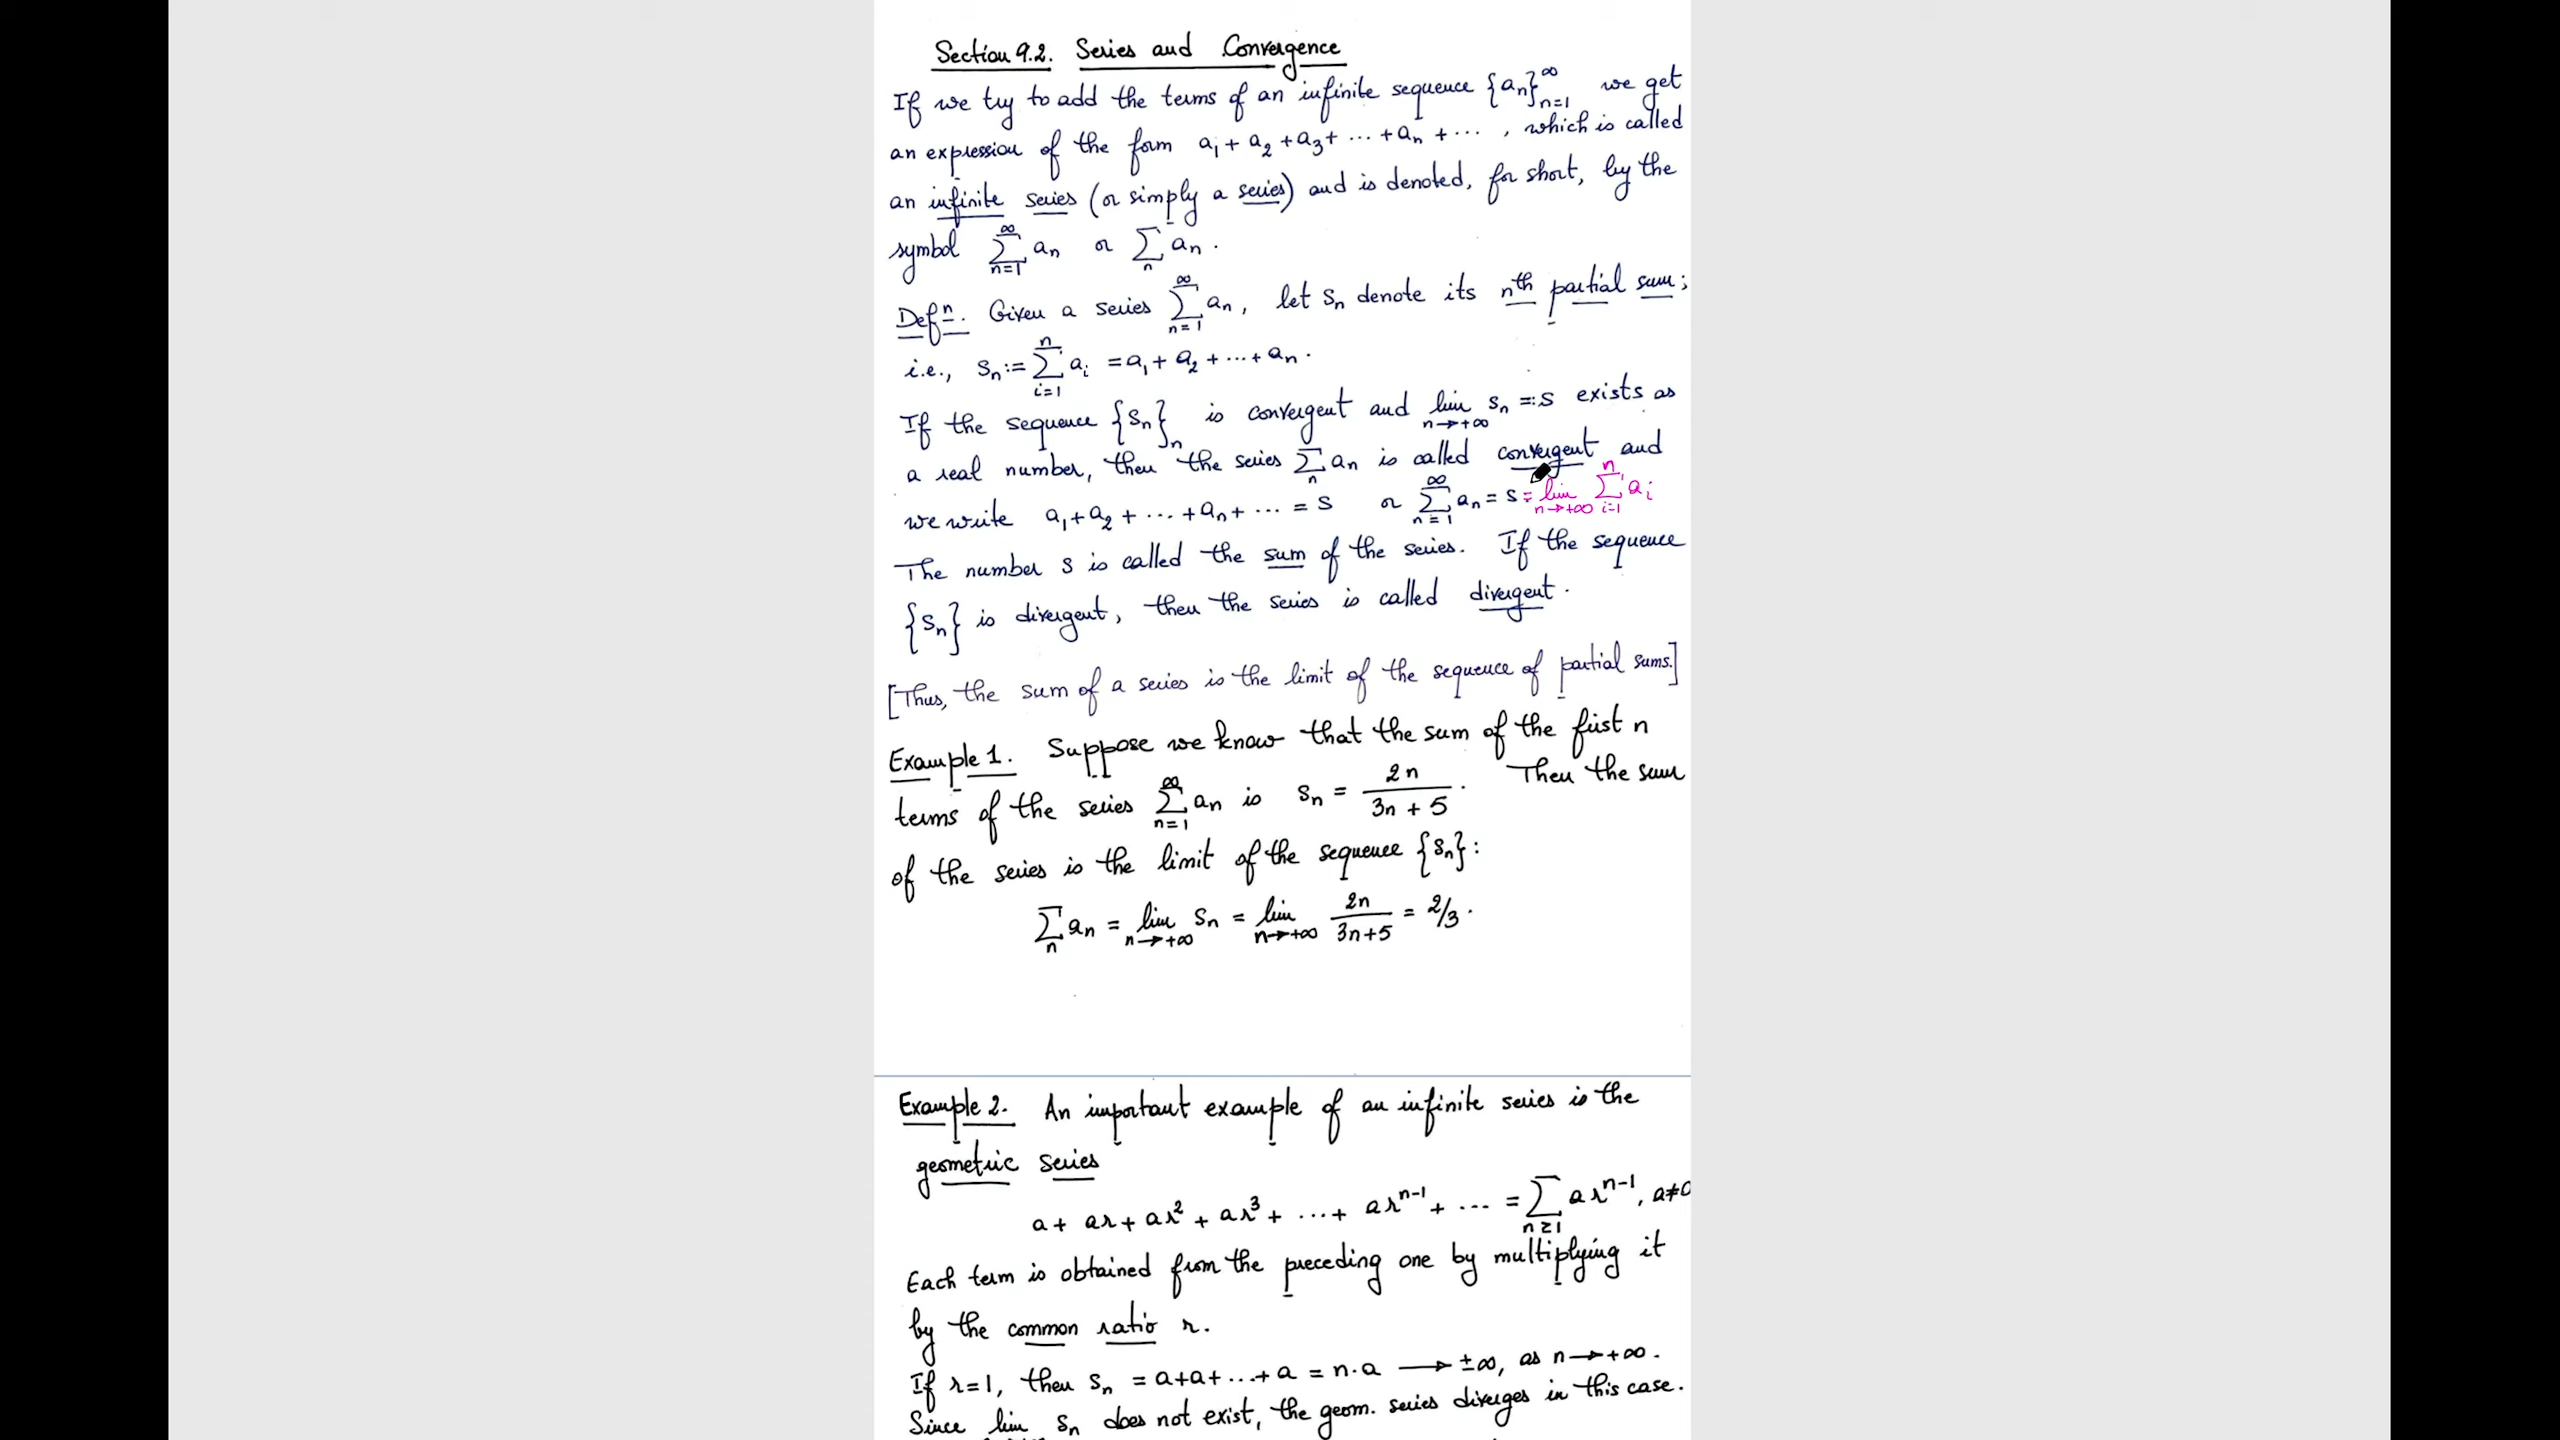 Section 9.2. Series and Convergence
If we try to add the terms of an infinite sequence {a_n}_{n=1}^∞ we get
an expression of the form a_1 + a_2 + a_3 + ... + a_n + ... , which is called
an infinite series (or simply a series) and is denoted, for short, by the
symbol ∑_{n=1}^∞ a_n or ∑_n a_n.
Defn. Given a series ∑_{n=1}^∞ a_n, let s_n denote its nth partial sum;
i.e., s_n := ∑_{i=1}^n a_i = a_1 + a_2 + ... + a_n.
If the sequence {s_n}_n is convergent and lim_{n→+∞} s_n =: s exists as
a real number, then the series ∑_n a_n is called convergent and
we write a_1 + a_2 + ... + a_n + ... = s or ∑_{n=1}^∞ a_n = s = lim_{n→+∞} ∑_{i=1}^n a_i
The number s is called the sum of the series. If the sequence
{s_n} is divergent, then the series is called divergent.
[Thus, the sum of a series is the limit of the sequence of partial sums.]
Example 1. Suppose we know that the sum of the first n
terms of the series ∑_{n=1}^∞ a_n is s_n = 2n/(3n + 5). Then the sum
of the series is the limit of the sequence {s_n}:
∑_n a_n = lim_{n→+∞} s_n = lim_{n→+∞} 2n/(3n+5) = 2/3.
Example 2. An important example of an infinite series is the
geometric series
a + ar + ar^2 + ar^3 + ... + ar^{n-1} + ... = ∑_{n≥1} ar^{n-1}, a≠0
Each term is obtained from the preceding one by multiplying it
by the common ratio r.
If r=1, then s_n = a+a+...+a = n·a → ±∞, as n→+∞.
Since lim s_n does not exist, the geom. series diverges in this case.